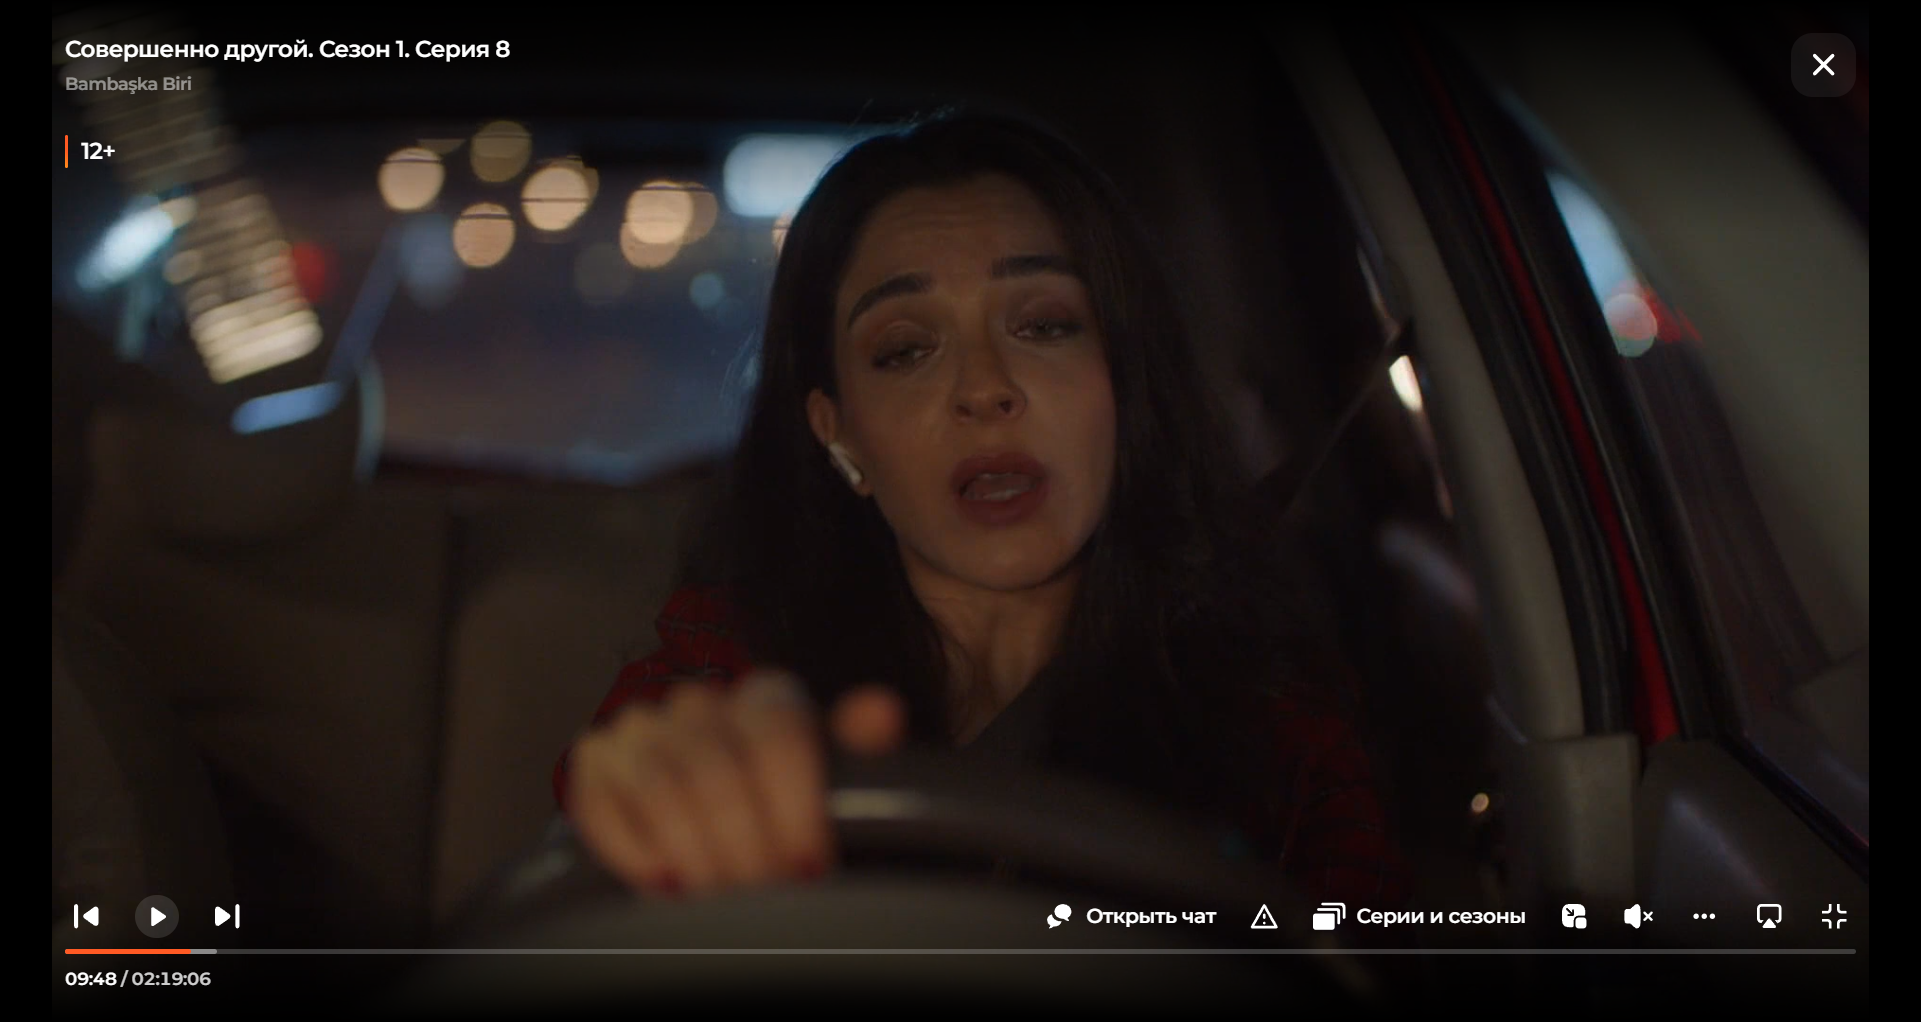 Совершенно другой. Сезон 1. Серия 8
Bambaşka Biri
12+
Открыть чат
Серии и сезоны
09:48 / 02:19:06